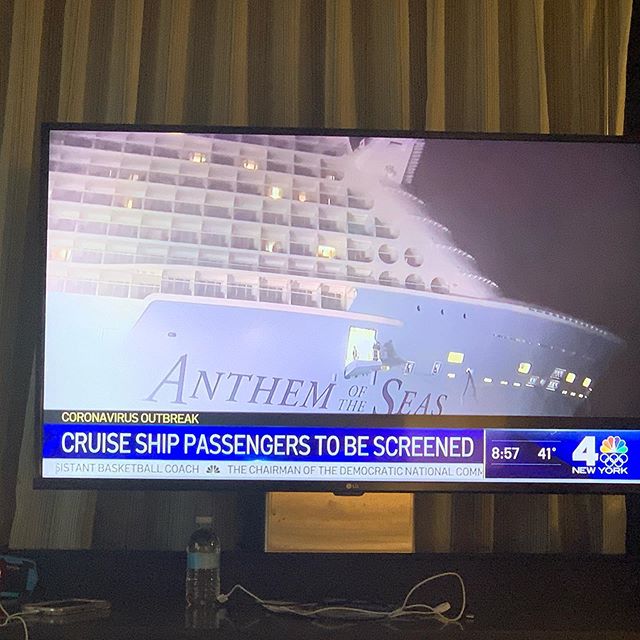 ANTHEM OF THE SEAS
CORONAVIRUS OUTBREAK
CRUISE SHIP PASSENGERS TO BE SCREENED
8:57 41°
4
NEW YORK
SISTANT BASKETBALL COACH THE CHAIRMAN OF THE DEMOCRATIC NATIONAL COMM
LG